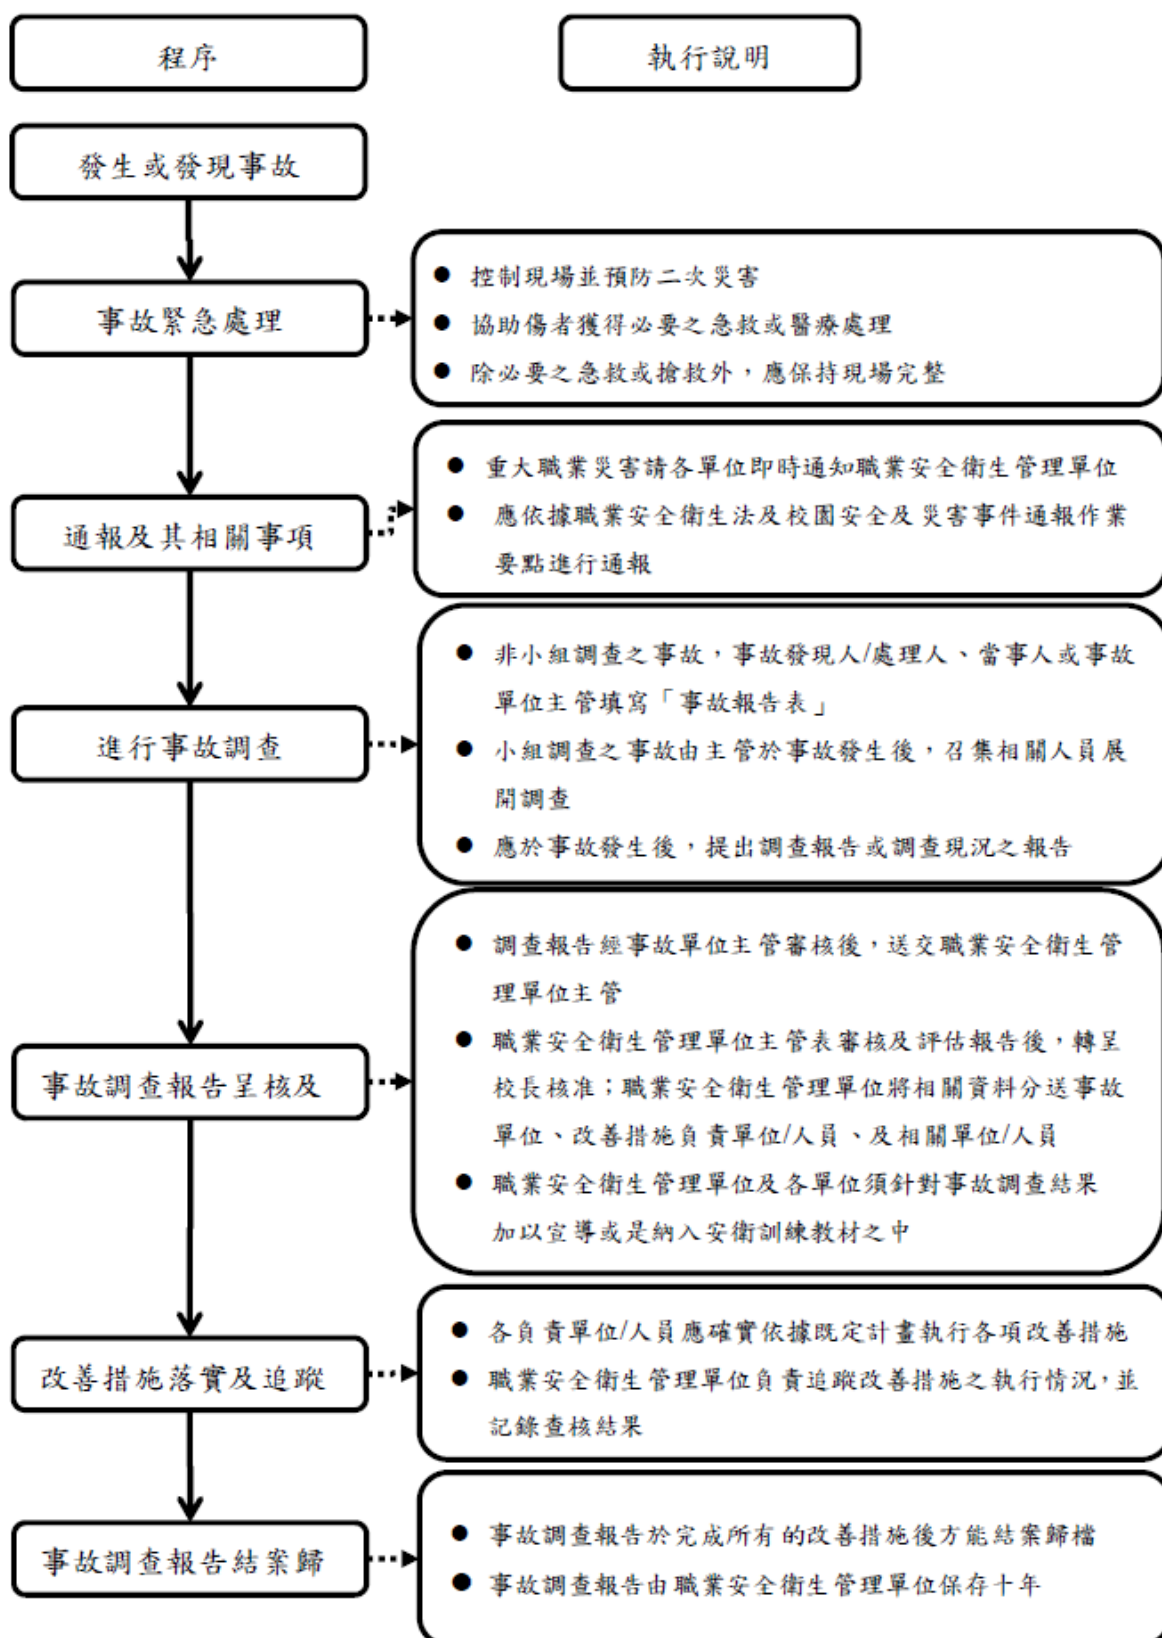 程序
執行說明
發生或發現事故
事故緊急處理
● 控制現場並預防二次災害
● 協助傷者獲得必要之急救或醫療處理
● 除必要之急救或搶救外，應保持現場完整
通報及其相關事項
● 重大職業災害請各單位即時通知職業安全衛生管理單位
● 應依據職業安全衛生法及校園安全及災害事件通報作業
要點進行通報
進行事故調查
● 非小組調查之事故，事故發現人/處理人、當事人或事故
單位主管填寫「事故報告表」
● 小組調查之事故由主管於事故發生後，召集相關人員展
開調查
● 應於事故發生後，提出調查報告或調查現況之報告
事故調查報告呈核及
● 調查報告經事故單位主管審核後，送交職業安全衛生管
理單位主管
● 職業安全衛生管理單位主管表審核及評估報告後，轉呈
校長核准；職業安全衛生管理單位將相關資料分送事故
單位、改善措施負責單位/人員、及相關單位/人員
● 職業安全衛生管理單位及各單位須針對事故調查結果
加以宣導或是納入安衛訓練教材之中
改善措施落實及追蹤
● 各負責單位/人員應確實依據既定計畫執行各項改善措施
● 職業安全衛生管理單位負責追蹤改善措施之執行情況，並
記錄查核結果
事故調查報告結案歸
● 事故調查報告於完成所有的改善措施後方能結案歸檔
● 事故調查報告由職業安全衛生管理單位保存十年